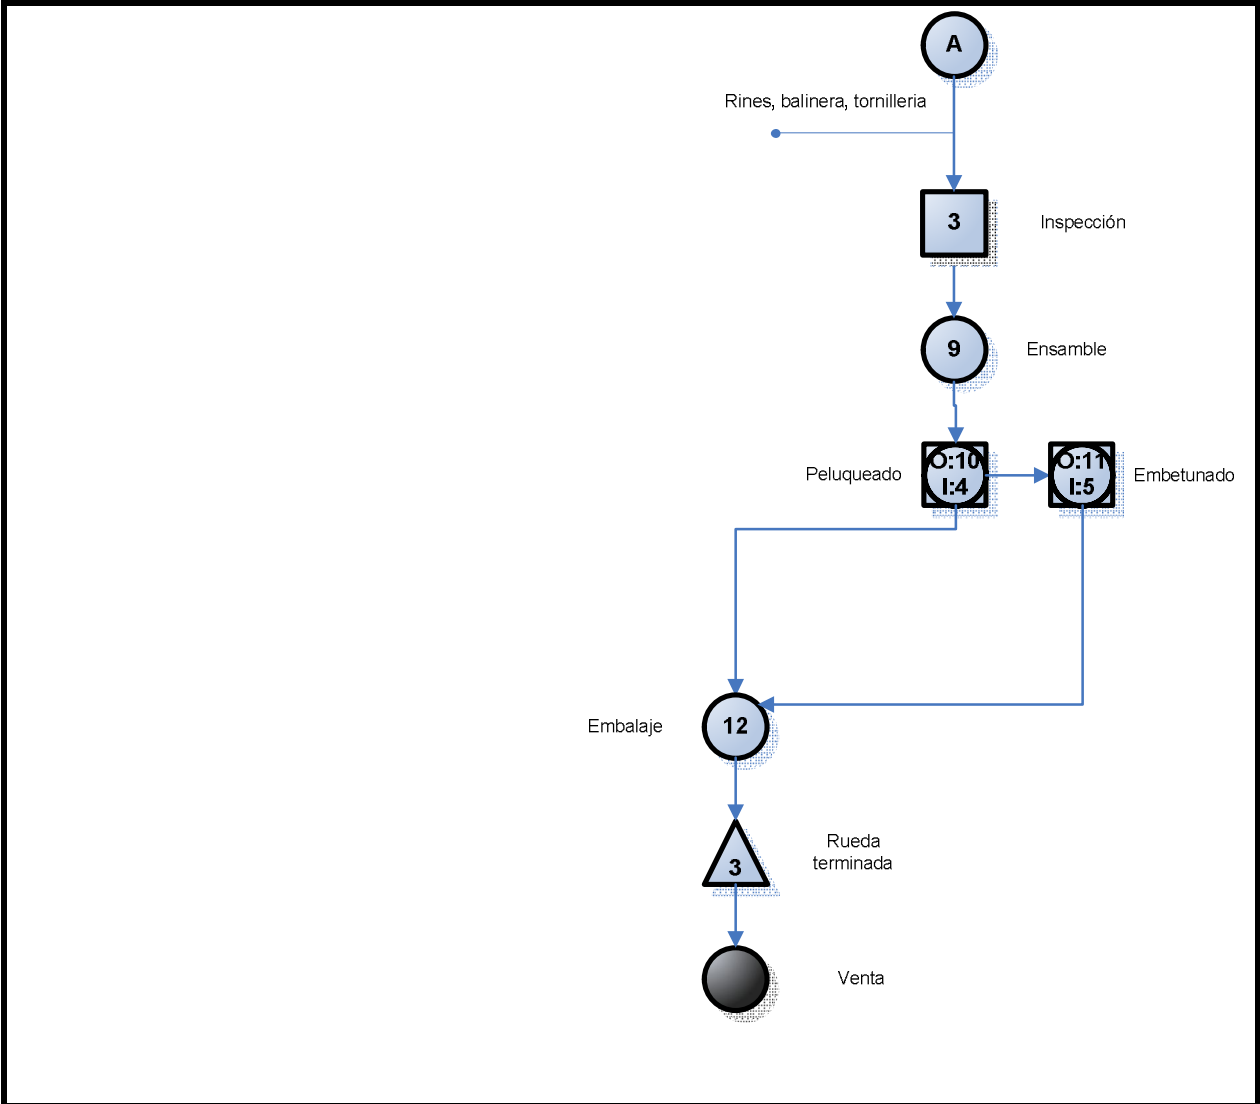 A
Rines, balinera, tornilleria
3
Inspección
9
Ensamble
Peluqueado
O:10
I:4
O:11
I:5
Embetunado
Embalaje
12
3
Rueda
terminada
Venta